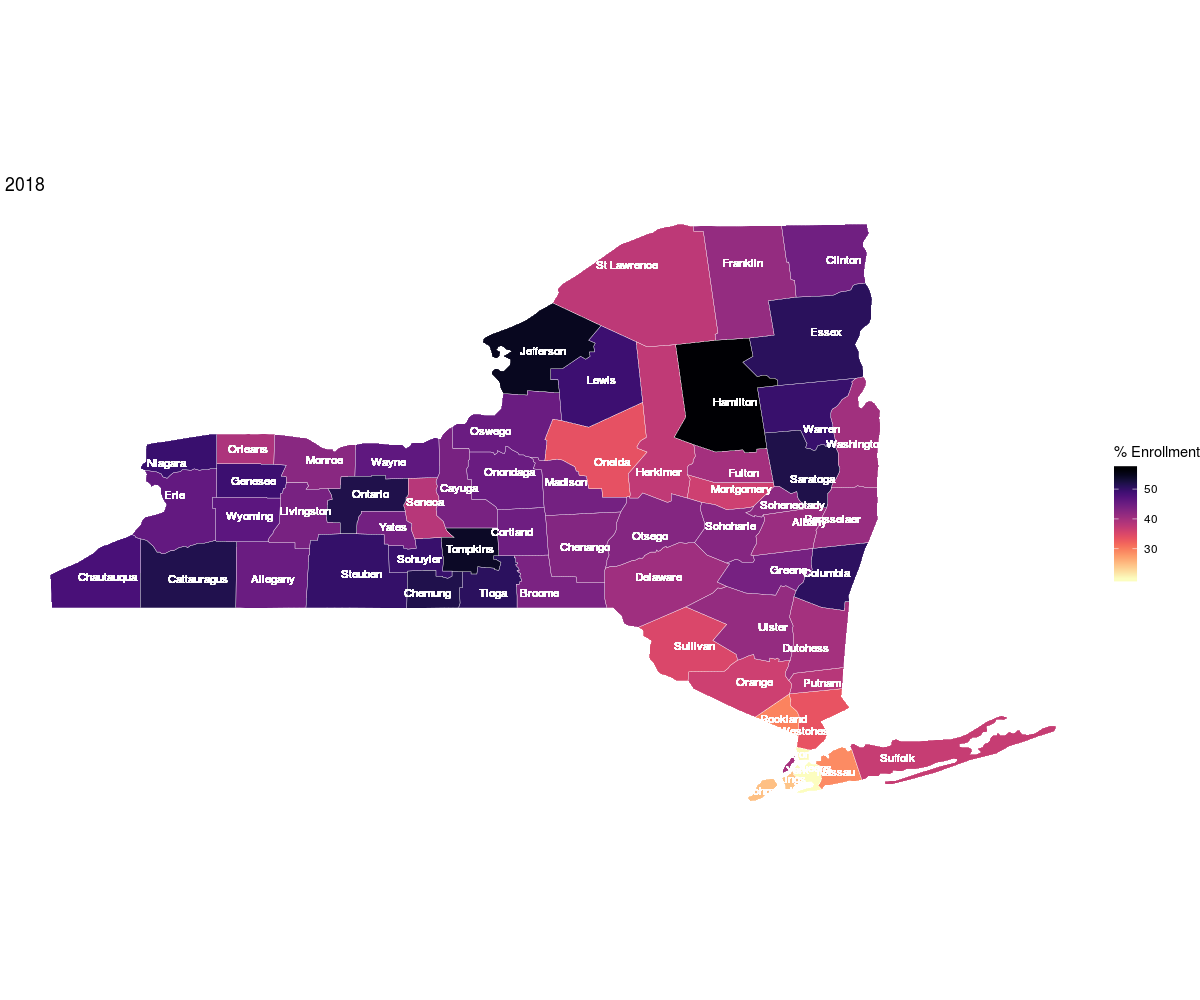 2018
St Lawrence
Franklin
Clinton
Essex
Jefferson
Lewis
Hamilton
Warren
Washington
Oswego
Oneida
Herkimer
Fulton
Saratoga
Niagara
Orleans
Monroe
Wayne
Genesee
Onondaga
Madison
Montgomery
Erie
Wyoming
Livingston
Ontario
Seneca
Cayuga
Yates
Cortland
Chenango
Otsego
Schoharie
Schenectady
Albany
Rensselaer
Chautauqua
Cattaraugus
Allegany
Steuben
Schuyler
Tompkins
Chemung
Tioga
Broome
Delaware
Greene
Columbia
Sullivan
Ulster
Dutchess
Orange
Putnam
Rockland
Suffolk
% Enrollment
50
40
30